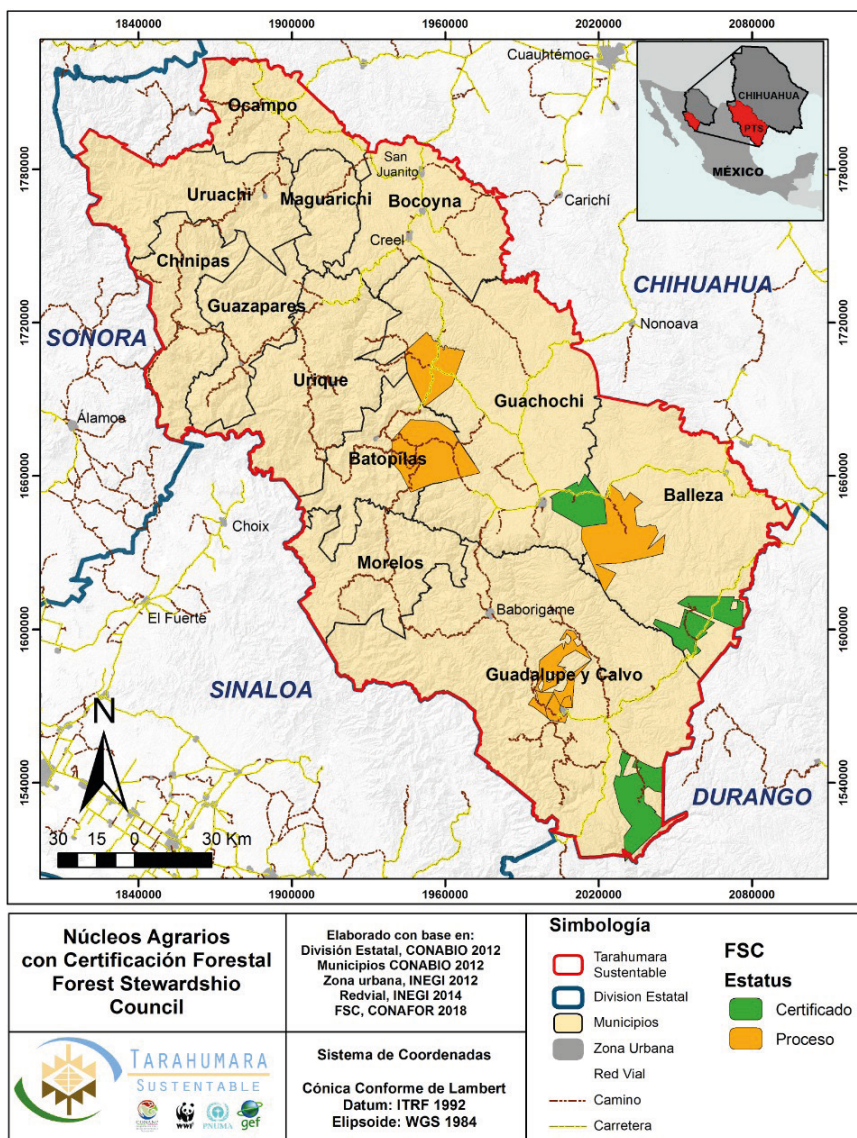 1840000
1900000
1960000
2020000
2080000
Cuauhtémoc
CHIHUAHUA
PTS
MÉXICO
Ocampo
San
Juanito
1780000
Uruachi
Maguarichi
Bocoyna
Carichí
Creel
Chinipas
CHIHUAHUA
Guazapares
1720000
SONORA
Nonoava
Urique
Guachochi
Álamos
Batopilas
1660000
Balleza
Choix
Morelos
El Fuerte
Baborigame
1600000
Guadalupe y Calvo
SINALOA
N
1540000
DURANGO
30 15 0 30 Km
1840000
1900000
1960000
2020000
2080000
Núcleos Agrarios
con Certificación Forestal
Forest Stewardshio
Council
TARAHUMARA
SUSTENTABLE
WWF
PNUMA
gef
Elaborado con base en:
División Estatal, CONABIO 2012
Municipios CONABIO 2012
Zona urbana, INEGI 2012
Redvial, INEGI 2014
FSC, CONAFOR 2018
Sistema de Coordenadas
Cónica Conforme de Lambert
Datum: ITRF 1992
Elipsoide: WGS 1984
Simbología
Tarahumara
Sustentable
Division Estatal
Municipios
Zona Urbana
Red Vial
Camino
Carretera
FSC
Estatus
Certificado
Proceso